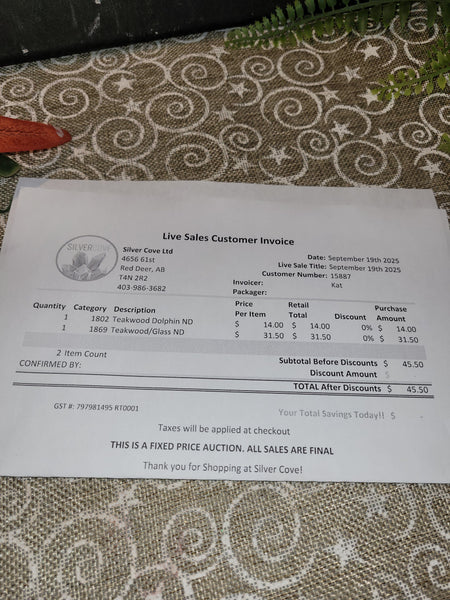 Live Sales Customer Invoice
SILVERCOVE
Silver Cove Ltd
4656 61st
Red Deer, AB
T4N 2R2
403-986-3682
Date: September 19th 2025
Live Sale Title: September 19th 2025
Customer Number: 15887
Invoicer: Kat
Packager:
Quantity Category Description Price Per Item Retail Total Discount Purchase Amount
1 1802 Teakwood Dolphin ND $ 14.00 $ 14.00 0% $ 14.00
1 1869 Teakwood/Glass ND $ 31.50 $ 31.50 0% $ 31.50
2 Item Count Subtotal Before Discounts $ 45.50
CONFIRMED BY: Discount Amount $ -
TOTAL After Discounts $ 45.50
GST #: 797981495 RT0001 Your Total Savings Today!! $ -
Taxes will be applied at checkout
THIS IS A FIXED PRICE AUCTION. ALL SALES ARE FINAL
Thank you for Shopping at Silver Cove!